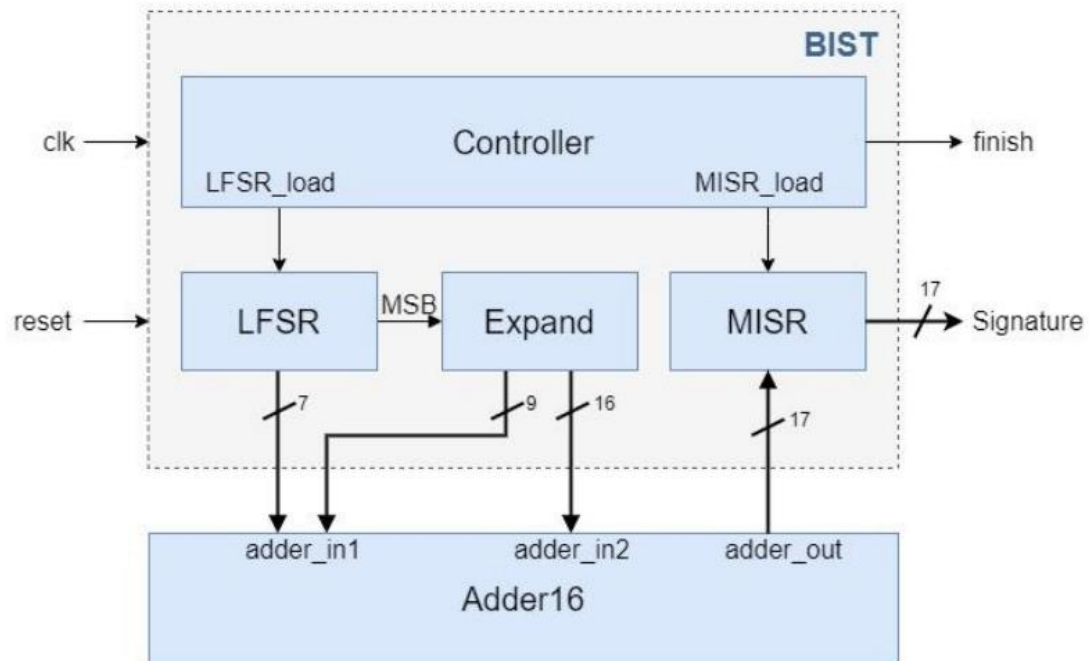 BIST
clk
Controller
finish
LFSR_load
MISR_load
reset
LFSR
MSB
Expand
MISR
17
Signature
7
9
16
17
adder_in1
adder_in2
adder_out
Adder16